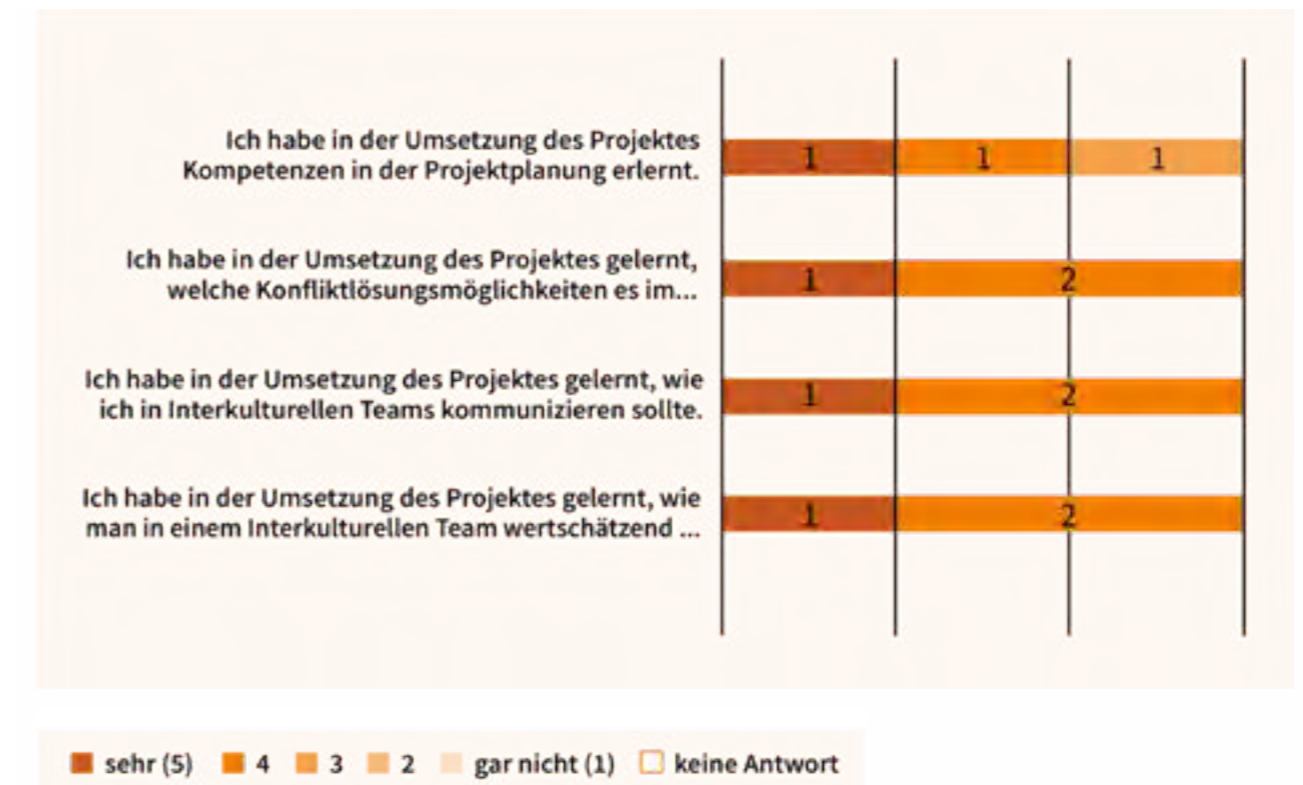 Ich habe in der Umsetzung des Projektes
Kompetenzen in der Projektplanung erlernt.
1 1 1
Ich habe in der Umsetzung des Projektes gelernt,
welche Konfliktlösungsmöglichkeiten es im...
1 2
Ich habe in der Umsetzung des Projektes gelernt, wie
ich in Interkulturellen Teams kommunizieren sollte.
1 2
Ich habe in der Umsetzung des Projektes gelernt, wie
man in einem Interkulturellen Team wertschätzend ...
1 2
sehr (5) 4 3 2 gar nicht (1) keine Antwort